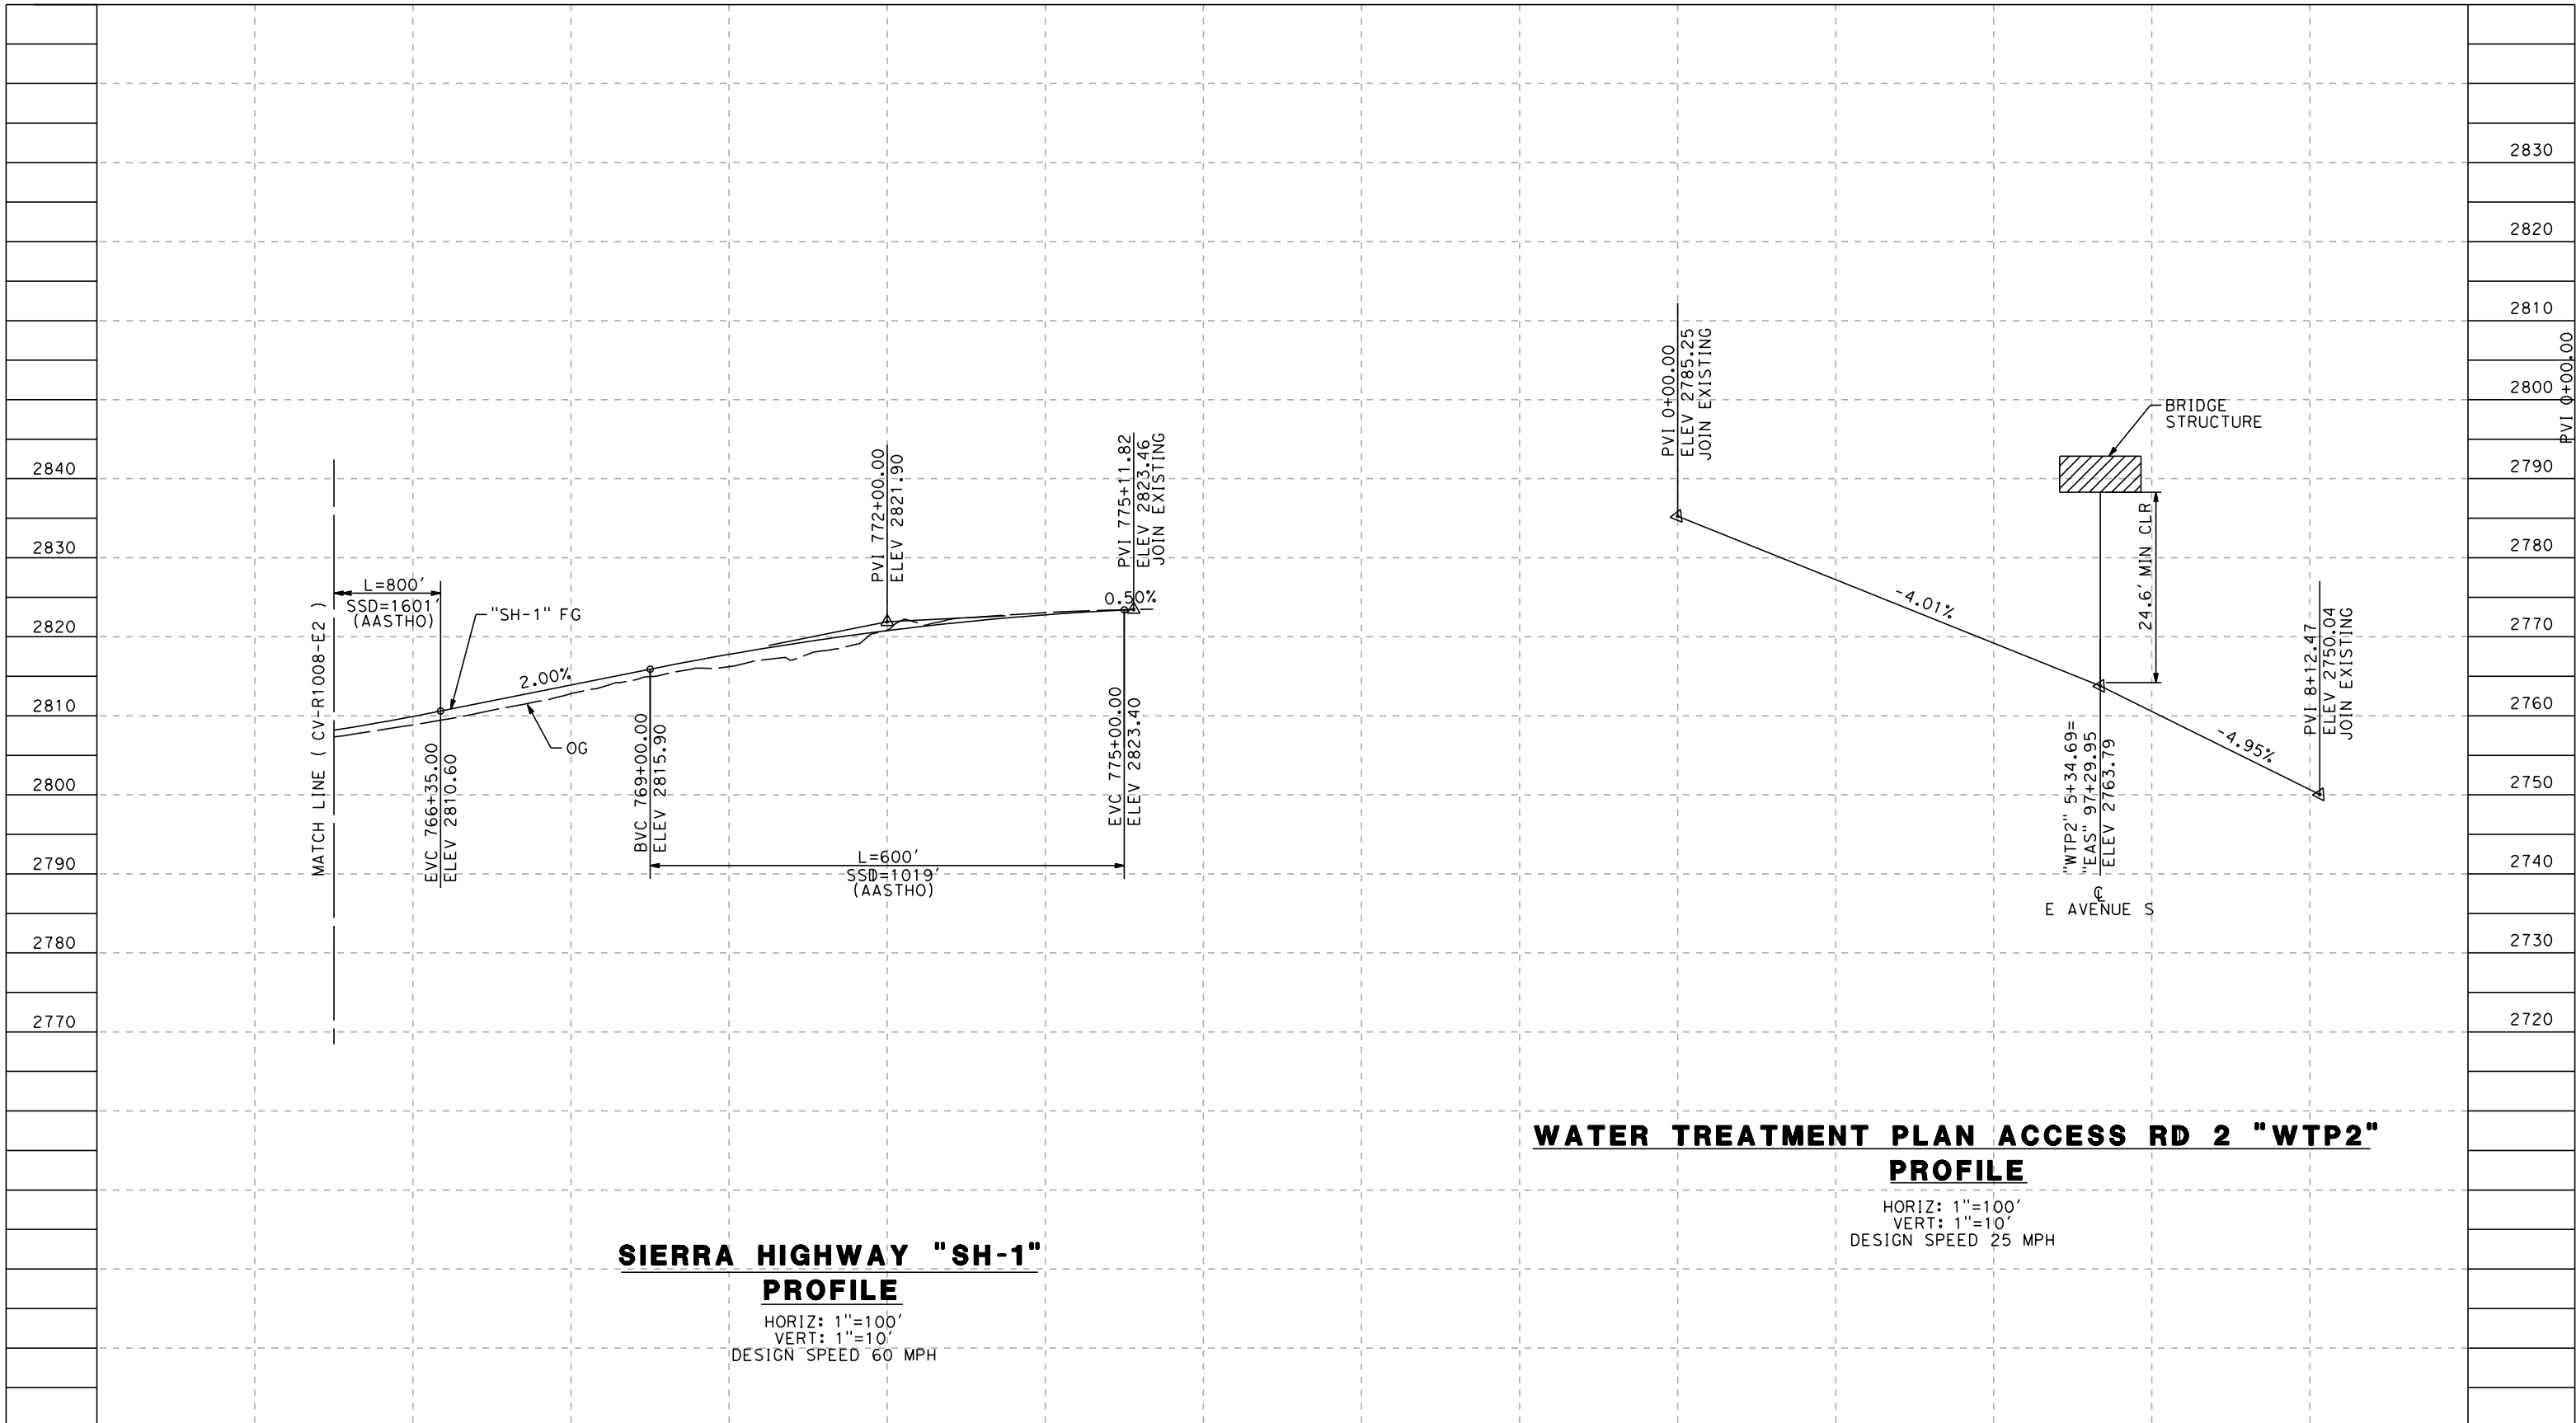 2840
2830
2820
2810
2800
2790
2780
2770
MATCH LINE ( CV-R1008-E2 )
L=800'
SSD=1601'
(AASTHO)
"SH-1" FG
2.00%
OG
EVC 766+35.00
ELEV 2810.60
BVC 769+00.00
ELEV 2815.90
PVI 772+00.00
ELEV 2821.90
PVI 775+11.82
ELEV 2823.46
JOIN EXISTING
0.50%
EVC 775+00.00
ELEV 2823.40
L=600'
SSD=1019'
(AASTHO)
SIERRA HIGHWAY "SH-1"
PROFILE
HORIZ: 1"=100'
VERT: 1"=10'
DESIGN SPEED 60 MPH
PVI 0+00.00
ELEV 2785.25
JOIN EXISTING
-4.01%
BRIDGE
STRUCTURE
24.6' MIN CLR
"WTP2" 5+34.69=
"EAS" 97+29.95
ELEV 2763.79
℄
E AVENUE S
-4.95%
PVI 8+12.47
ELEV 2750.04
JOIN EXISTING
WATER TREATMENT PLAN ACCESS RD 2 "WTP2"
PROFILE
HORIZ: 1"=100'
VERT: 1"=10'
DESIGN SPEED 25 MPH
2830
2820
2810
2800
2790
2780
2770
2760
2750
2740
2730
2720
PVI 0+00.00